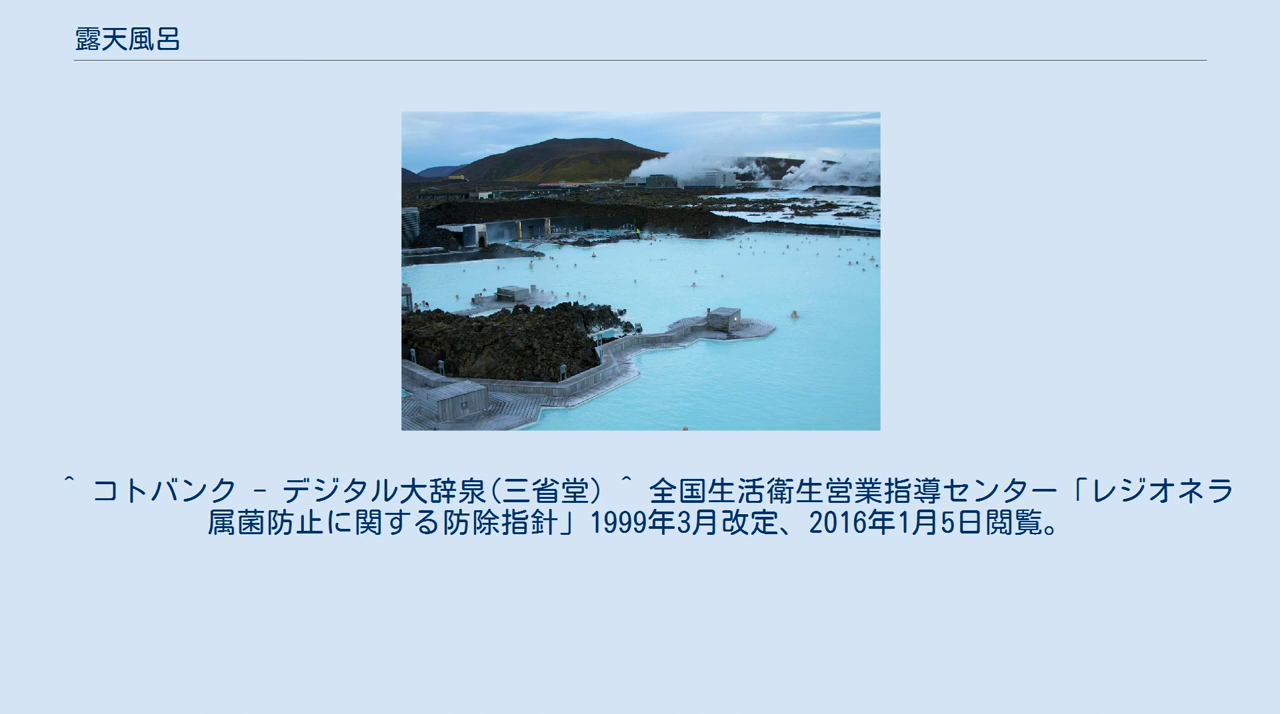 露天風呂
^ コトバンク - デジタル大辞泉(三省堂) ^ 全国生活衛生営業指導センター「レジオネラ
属菌防止に関する防除指針」1999年3月改定、2016年1月5日閲覧。